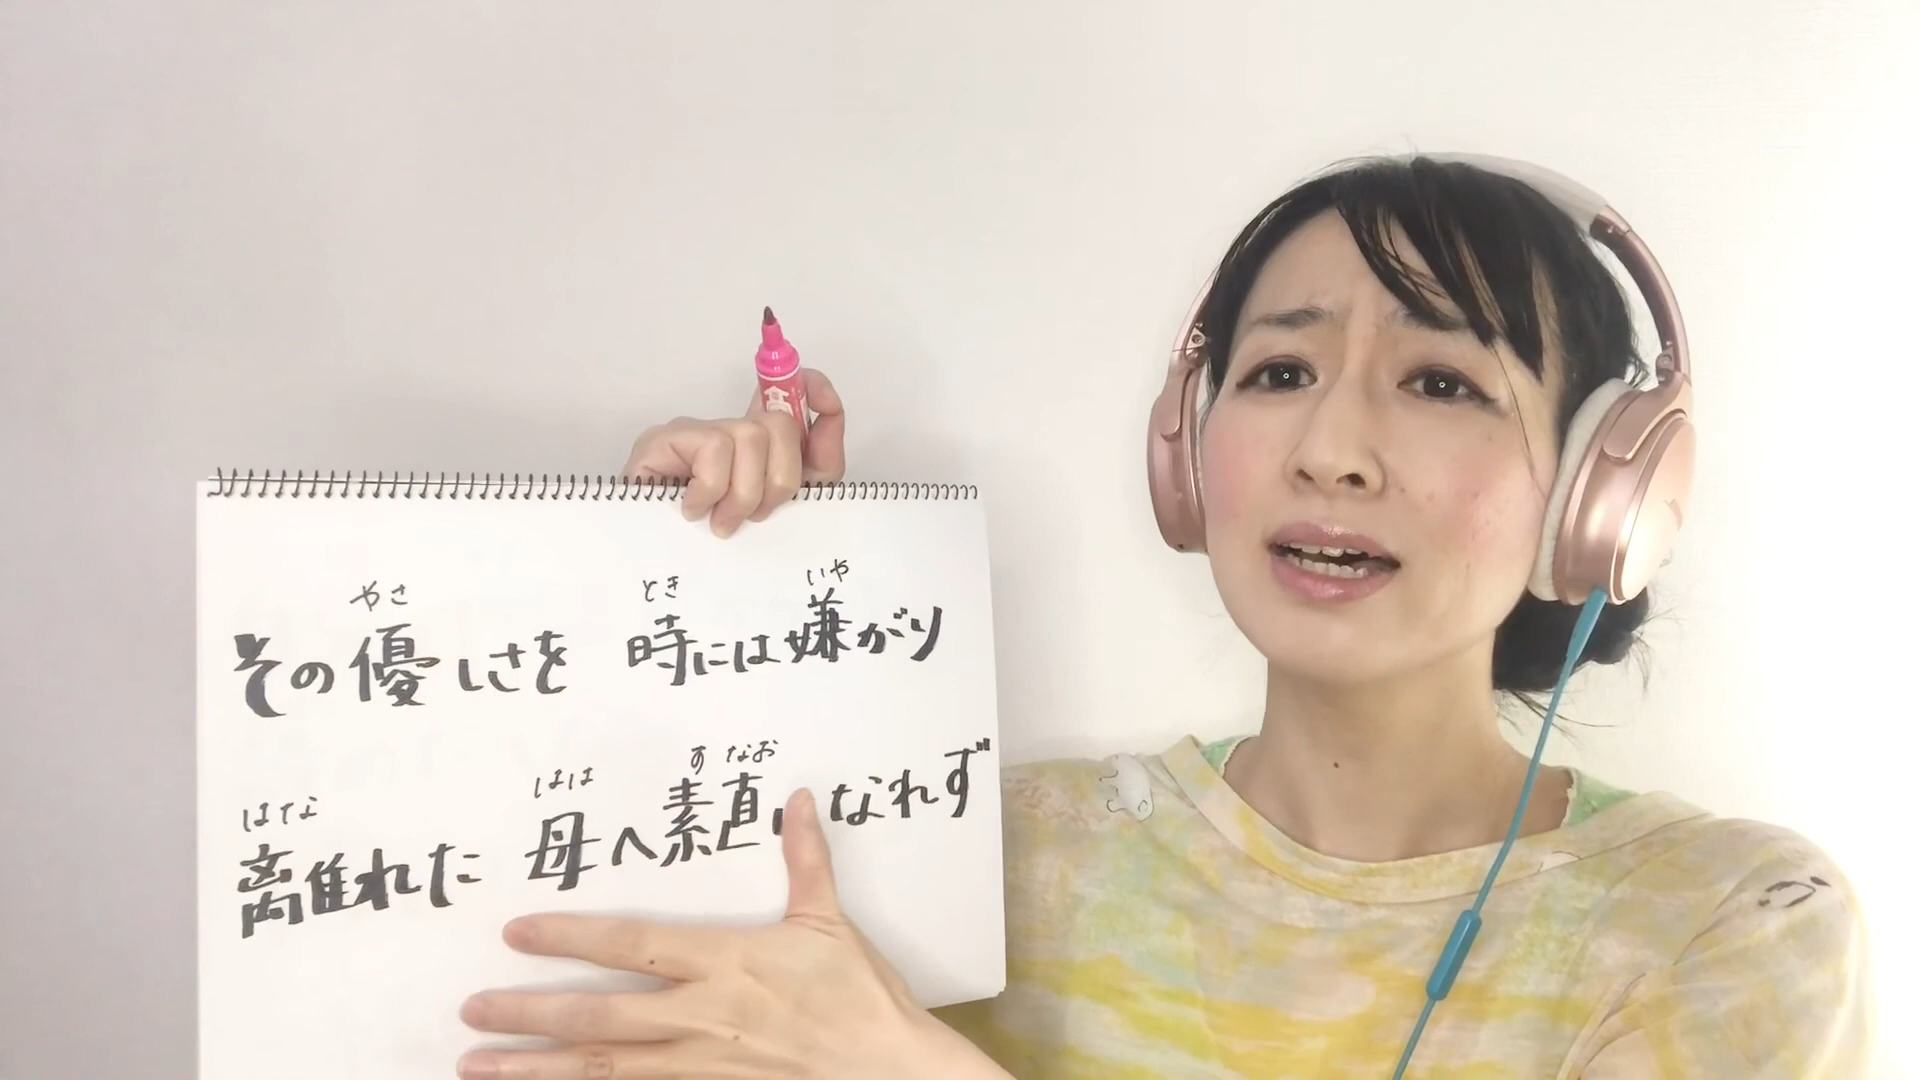 やさ とき いや
その優しさを 時には嫌がり
はな はは す なお
離れた 母へ素直になれず